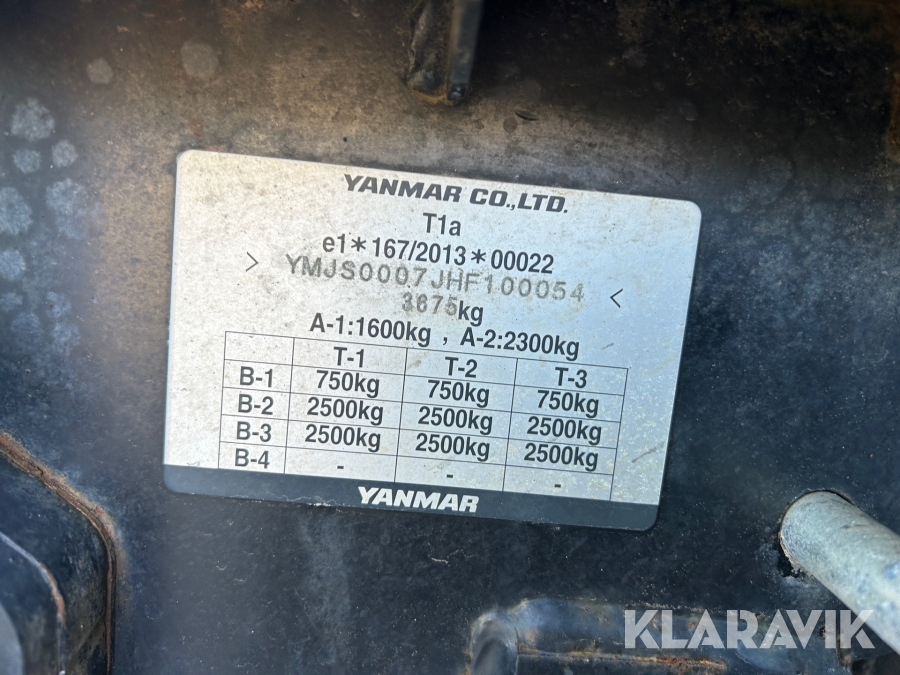 YANMAR CO.,LTD.
T1a
e1*167/2013*00022
> YMJS0007JHF100054 <
3675kg
A-1:1600kg , A-2:2300kg
T-1 T-2 T-3
B-1 750kg 750kg 750kg
B-2 2500kg 2500kg 2500kg
B-3 2500kg 2500kg 2500kg
B-4 - - -
YANMAR
KLARAVIK